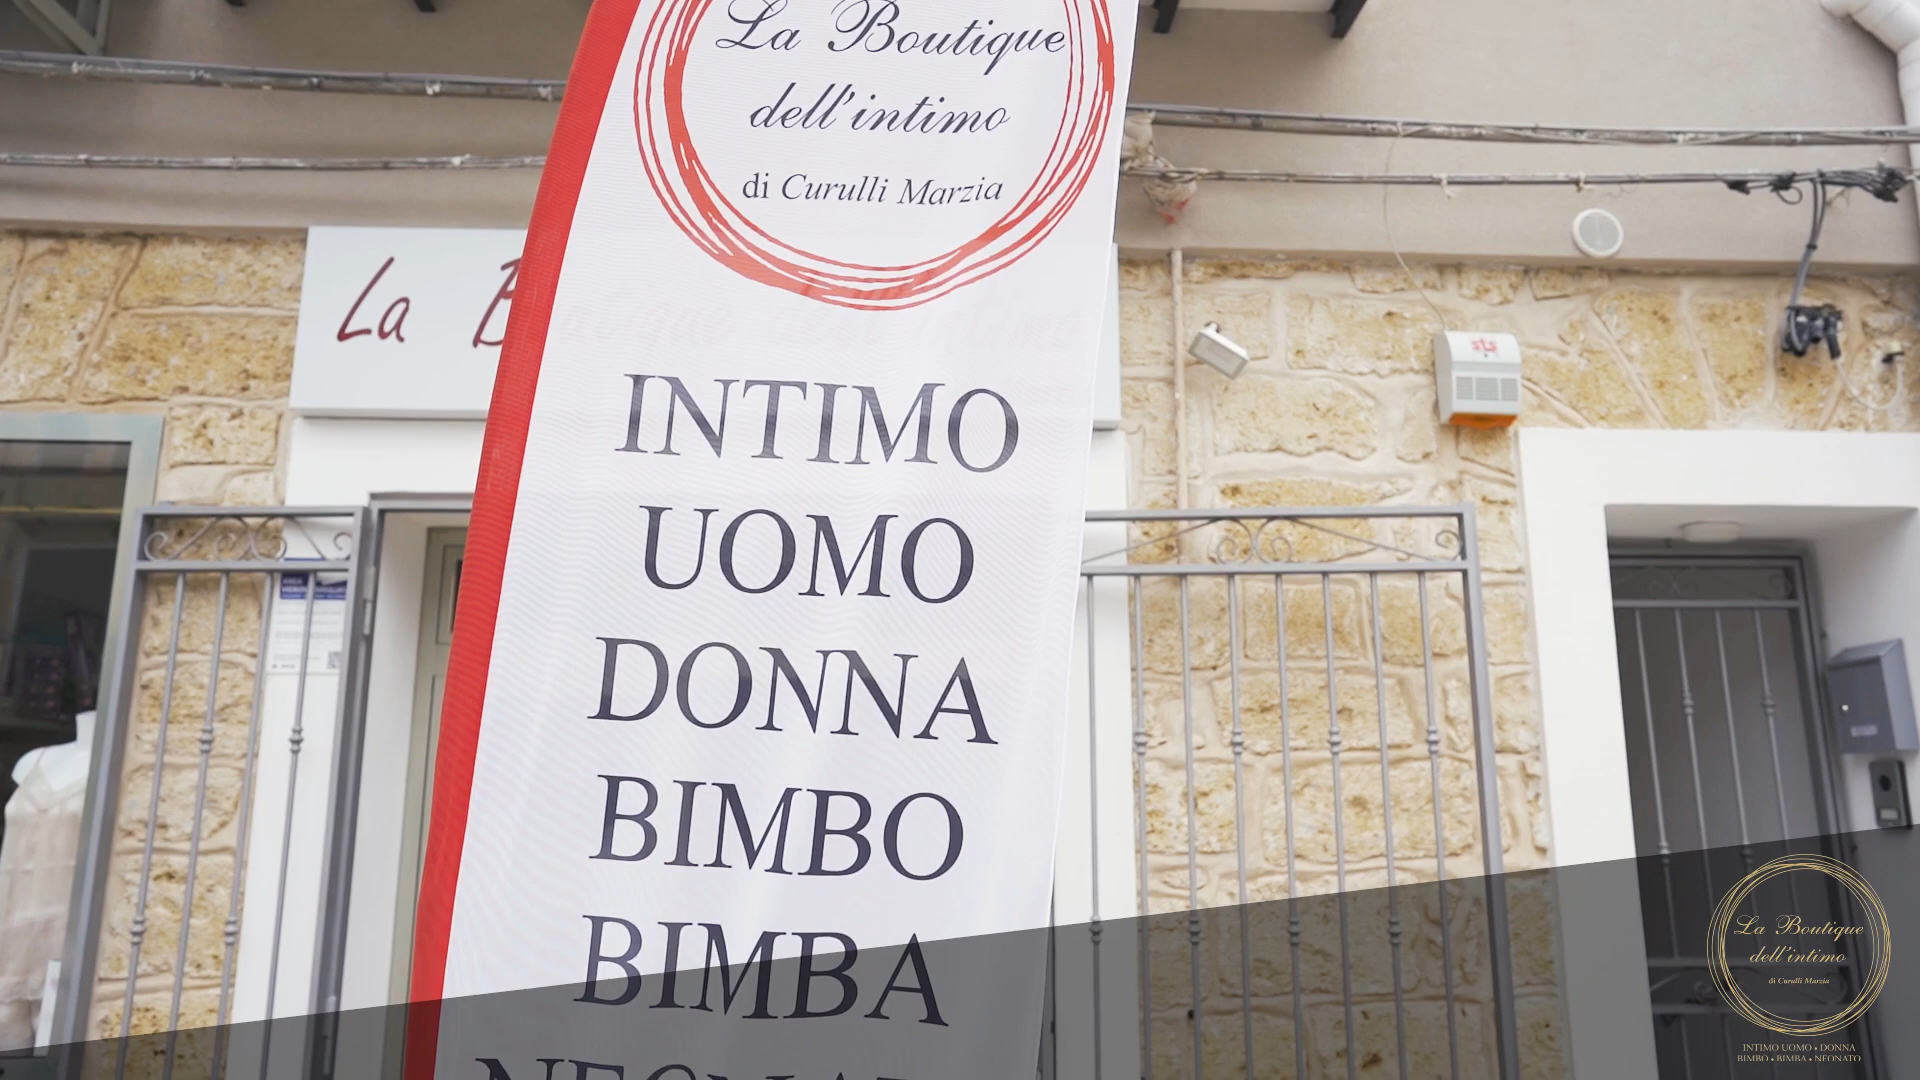 La Boutique
dell'intimo
di Curulli Marzia
La B
INTIMO
UOMO
DONNA
BIMBO
BIMBA
sts
La Boutique
dell'intimo
di Curulli Marzia
INTIMO UOMO • DONNA
BIMBO • BIMBA • NEONATO